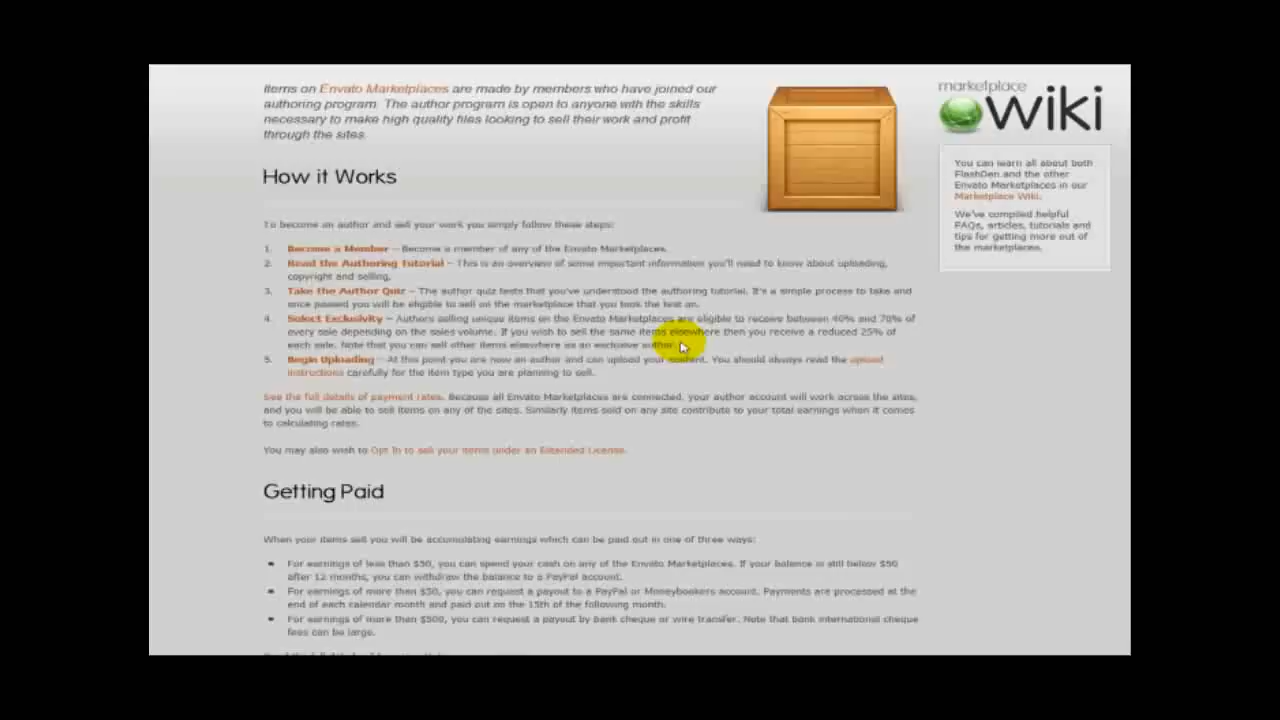 Items on Envato Marketplaces are made by members who have joined our
authoring program. The author program is open to anyone with the skills
necessary to make high quality files looking to sell their work and profit
through the sites.
marketplace
wiki
You can learn all about both
FlashDen and the other
Envato Marketplaces in our
Marketplace Wiki.
We've compiled helpful
FAQs, articles, tutorials and
tips for getting more out of
the marketplaces.
How it Works
To become an author and sell your work you simply follow these steps:
1. Become a Member – Become a member of any of the Envato Marketplaces.
2. Read the Authoring Tutorial – This is an overview of some important information you'll need to know about uploading,
copyright and selling.
3. Take the Author Quiz – The author quiz tests that you've understood the authoring tutorial. It's a simple process to take and
once passed you will be eligible to sell on the marketplace that you took the test on.
4. Select Exclusivity – Authors selling unique items on the Envato Marketplaces are eligible to receive between 40% and 70% of
every sale depending on the sales volume. If you wish to sell the same items elsewhere then you receive a reduced 25% of
each sale. Note that you can sell other items elsewhere as an exclusive author.
5. Begin Uploading – At this point you are now an author and can upload your content. You should always read the upload
instructions carefully for the item type you are planning to sell.
See the full details of payment rates. Because all Envato Marketplaces are connected, your author account will work across the sites,
and you will be able to sell items on any of the sites. Similarly items sold on any site contribute to your total earnings when it comes
to calculating rates.
You may also wish to Opt in to sell your items under an Extended License.
Getting Paid
When your items sell you will be accumulating earnings which can be paid out in one of three ways:
For earnings of less than $50, you can spend your cash on any of the Envato Marketplaces. If your balance is still below $50
after 12 months, you can withdraw the balance to a PayPal account.
For earnings of more than $50, you can request a payout to a PayPal or Moneybookers account. Payments are processed at the
end of each calendar month and paid out on the 15th of the following month.
For earnings of more than $500, you can request a payout by bank cheque or wire transfer. Note that bank international cheque
fees can be large.